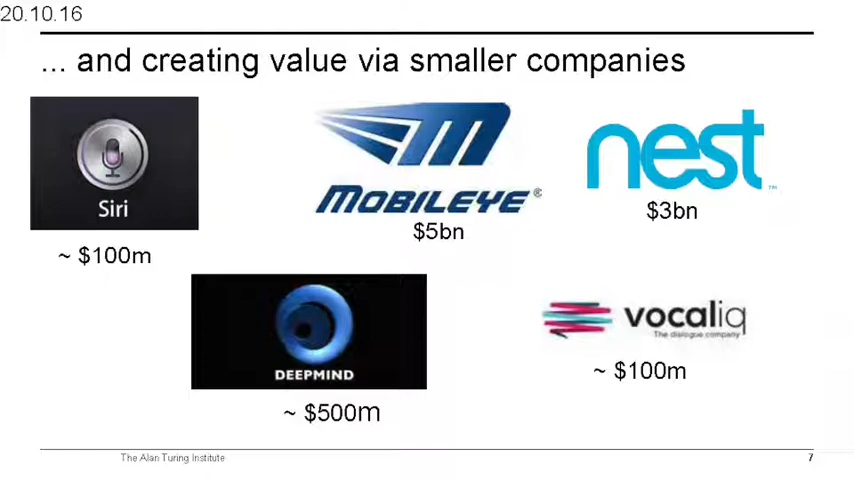 20.10.16
... and creating value via smaller companies
Siri
~ $100m
MOBILEYE®
$5bn
nest™
$3bn
DEEPMIND
~ $500m
vocaliq
The dialogue company
~ $100m
The Alan Turing Institute
7